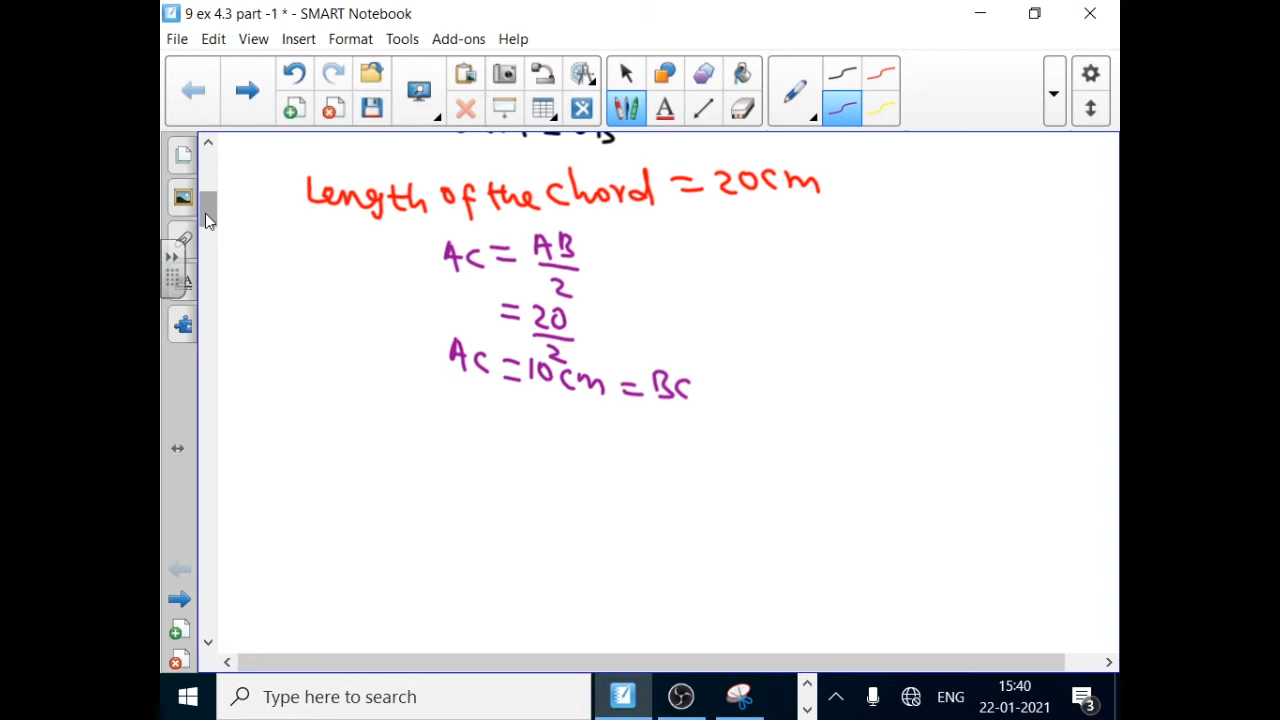 9 ex 4.3 part -1 * - SMART Notebook
File Edit View Insert Format Tools Add-ons Help
Length of the chord = 20cm
AC = AB/2
= 20/2
AC = 10cm = BC
Type here to search
ENG
15:40
22-01-2021
3